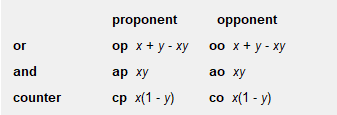 proponent opponent
or op x + y - xy oo x + y - xy
and ap xy ao xy
counter cp x(1 - y) co x(1 - y)